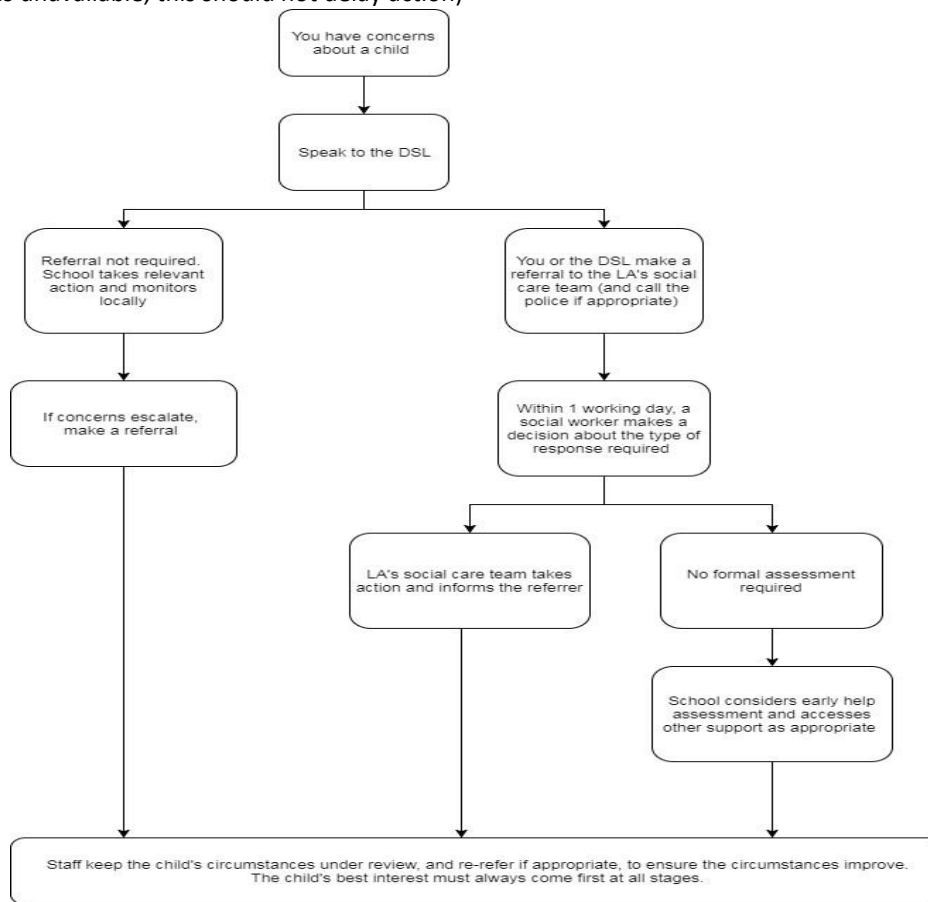 is unavailable, this should not delay action)
You have concerns
about a child
Speak to the DSL
Referral not required.
School takes relevant
action and monitors
locally
You or the DSL make a
referral to the LA's social
care team (and call the
police if appropriate)
If concerns escalate,
make a referral
Within 1 working day, a
social worker makes a
decision about the type of
response required
LA's social care team takes
action and informs the referrer
No formal assessment
required
School considers early help
assessment and accesses
other support as appropriate
Staff keep the child's circumstances under review, and re-refer if appropriate, to ensure the circumstances improve.
The child's best interest must always come first at all stages.